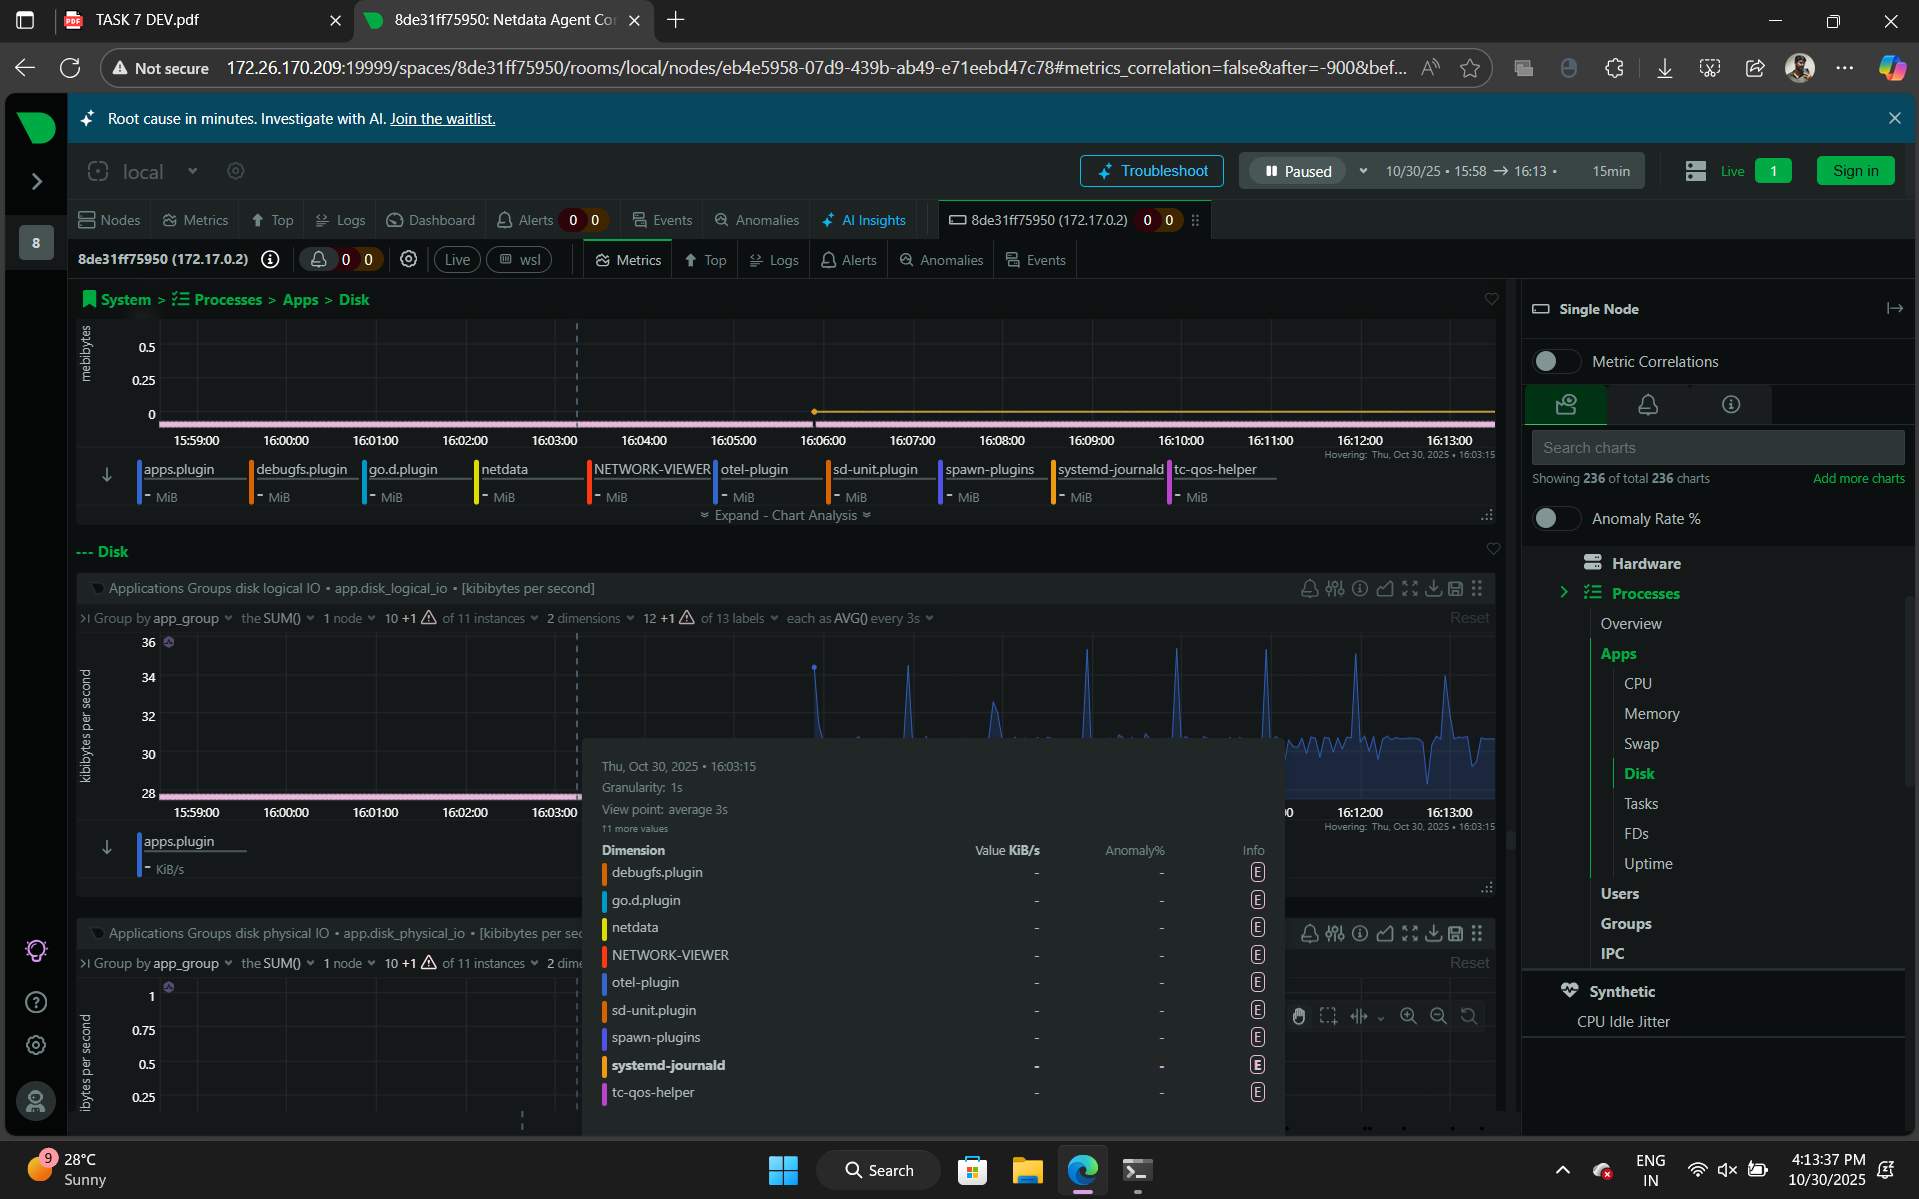 TASK 7 DEV.pdf
8de31ff75950: Netdata Agent Co
Not secure
172.26.170.209:19999/spaces/8de31ff75950/rooms/local/nodes/eb4e5958-07d9-439b-ab49-e71eebd47c78#metrics_correlation=false&after=-900&bef...
Root cause in minutes. Investigate with AI. Join the waitlist.
local
Troubleshoot
Paused
10/30/25 • 15:58 → 16:13 •
15min
Live
1
Sign in
8
Nodes
Metrics
Top
Logs
Dashboard
Alerts
0
0
Events
Anomalies
AI Insights
8de31ff75950 (172.17.0.2)
0
0
8de31ff75950 (172.17.0.2)
0
0
Live
wsl
Metrics
Top
Logs
Alerts
Anomalies
Events
System > Processes > Apps > Disk
mebibytes
0.5
0.25
0
15:59:00
16:00:00
16:01:00
16:02:00
16:03:00
16:04:00
16:05:00
16:06:00
16:07:00
16:08:00
16:09:00
16:10:00
16:11:00
16:12:00
16:13:00
Hovering: Thu, Oct 30, 2025 • 16:03:15
apps.plugin
- MiB
debugfs.plugin
- MiB
go.d.plugin
- MiB
netdata
- MiB
NETWORK-VIEWER
- MiB
otel-plugin
- MiB
sd-unit.plugin
- MiB
spawn-plugins
- MiB
systemd-journald
- MiB
tc-qos-helper
- MiB
Expand - Chart Analysis
--- Disk
Applications Groups disk logical IO • app.disk_logical_io • [kibibytes per second]
Group by app_group
the SUM()
1 node
10 +1
of 11 instances
2 dimensions
12 +1
of 13 labels
each as AVG() every 3s
Reset
kibibytes per second
36
34
32
30
28
15:59:00
16:00:00
16:01:00
16:02:00
16:03:00
00
16:12:00
16:13:00
Hovering: Thu, Oct 30, 2025 • 16:03:15
apps.plugin
- KiB/s
Thu, Oct 30, 2025 • 16:03:15
Granularity: 1s
View point: average 3s
↑1 more values
Dimension
Value KiB/s
Anomaly%
Info
debugfs.plugin - - E
go.d.plugin - - E
netdata - - E
NETWORK-VIEWER - - E
otel-plugin - - E
sd-unit.plugin - - E
spawn-plugins - - E
systemd-journald - - E
tc-qos-helper - - E
Applications Groups disk physical IO • app.disk_physical_io • [kibibytes per sec
Group by app_group
the SUM()
1 node
10 +1
of 11 instances
2 dime
Reset
ibytes per second
1
0.75
0.5
0.25
Single Node
Metric Correlations
Search charts
Showing 236 of total 236 charts
Add more charts
Anomaly Rate %
Hardware
Processes
Overview
Apps
CPU
Memory
Swap
Disk
Tasks
FDs
Uptime
Users
Groups
IPC
Synthetic
CPU Idle Jitter
9
28°C
Sunny
Search
ENG
IN
4:13:37 PM
10/30/2025